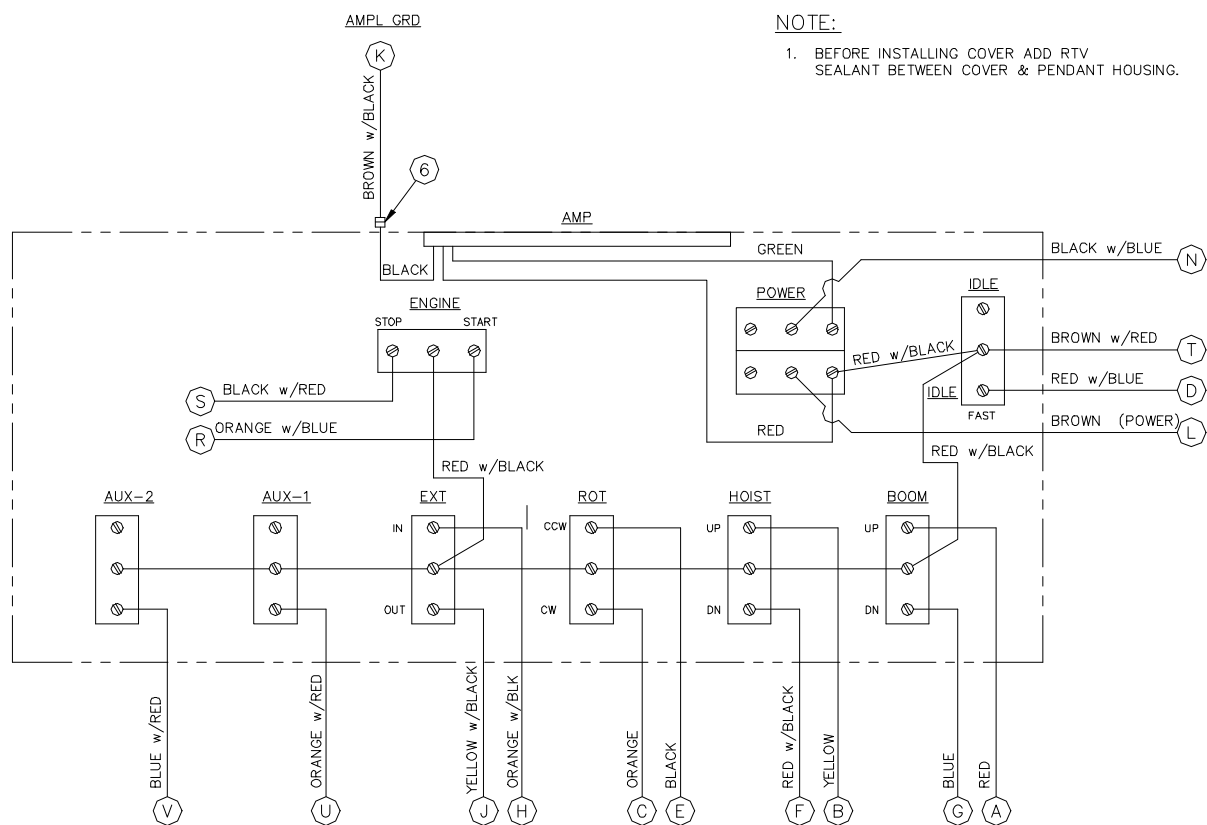 AMPL GRD
K
BROWN w/BLACK
6
NOTE:
1. BEFORE INSTALLING COVER ADD RTV
SEALANT BETWEEN COVER & PENDANT HOUSING.
AMP
BLACK
GREEN
BLACK w/BLUE
N
ENGINE
STOP
START
POWER
IDLE
RED w/BLACK
BROWN w/RED
T
RED w/BLUE
D
IDLE
FAST
BROWN (POWER)
L
S
BLACK w/RED
R
ORANGE w/BLUE
RED
RED w/BLACK
RED w/BLACK
AUX-2
AUX-1
EXT
ROT
HOIST
BOOM
IN
CCW
UP
UP
OUT
CW
DN
DN
BLUE w/RED
ORANGE w/RED
YELLOW w/BLACK
ORANGE w/BLK
ORANGE
BLACK
RED w/BLACK
YELLOW
BLUE
RED
V
U
J
H
C
E
F
B
G
A